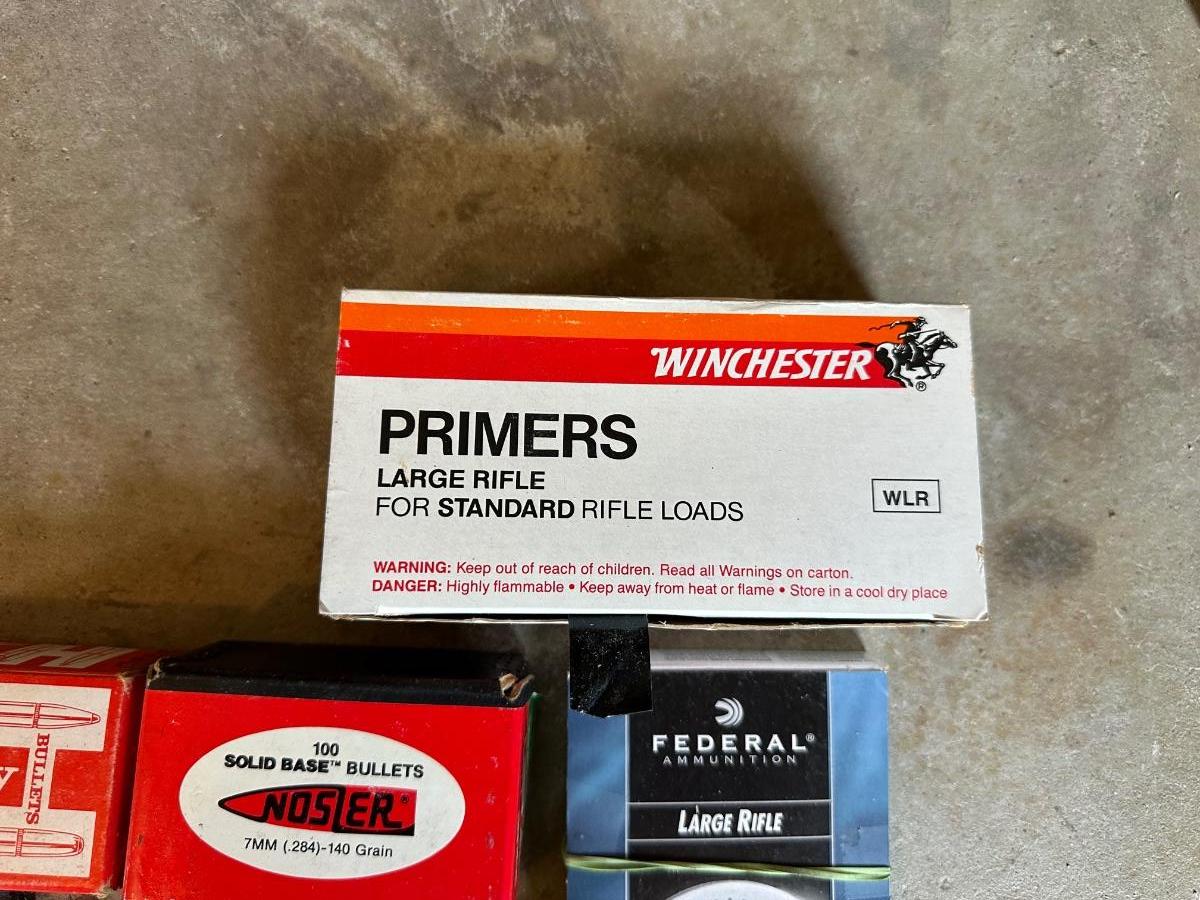 WINCHESTER
®
PRIMERS
LARGE RIFLE
FOR STANDARD RIFLE LOADS
WLR
WARNING: Keep out of reach of children. Read all Warnings on carton.
DANGER: Highly flammable • Keep away from heat or flame • Store in a cool dry place
BULLETS
100
SOLID BASE™ BULLETS
NOSLER®
7MM (.284)-140 Grain
FEDERAL®
AMMUNITION
LARGE RIFLE